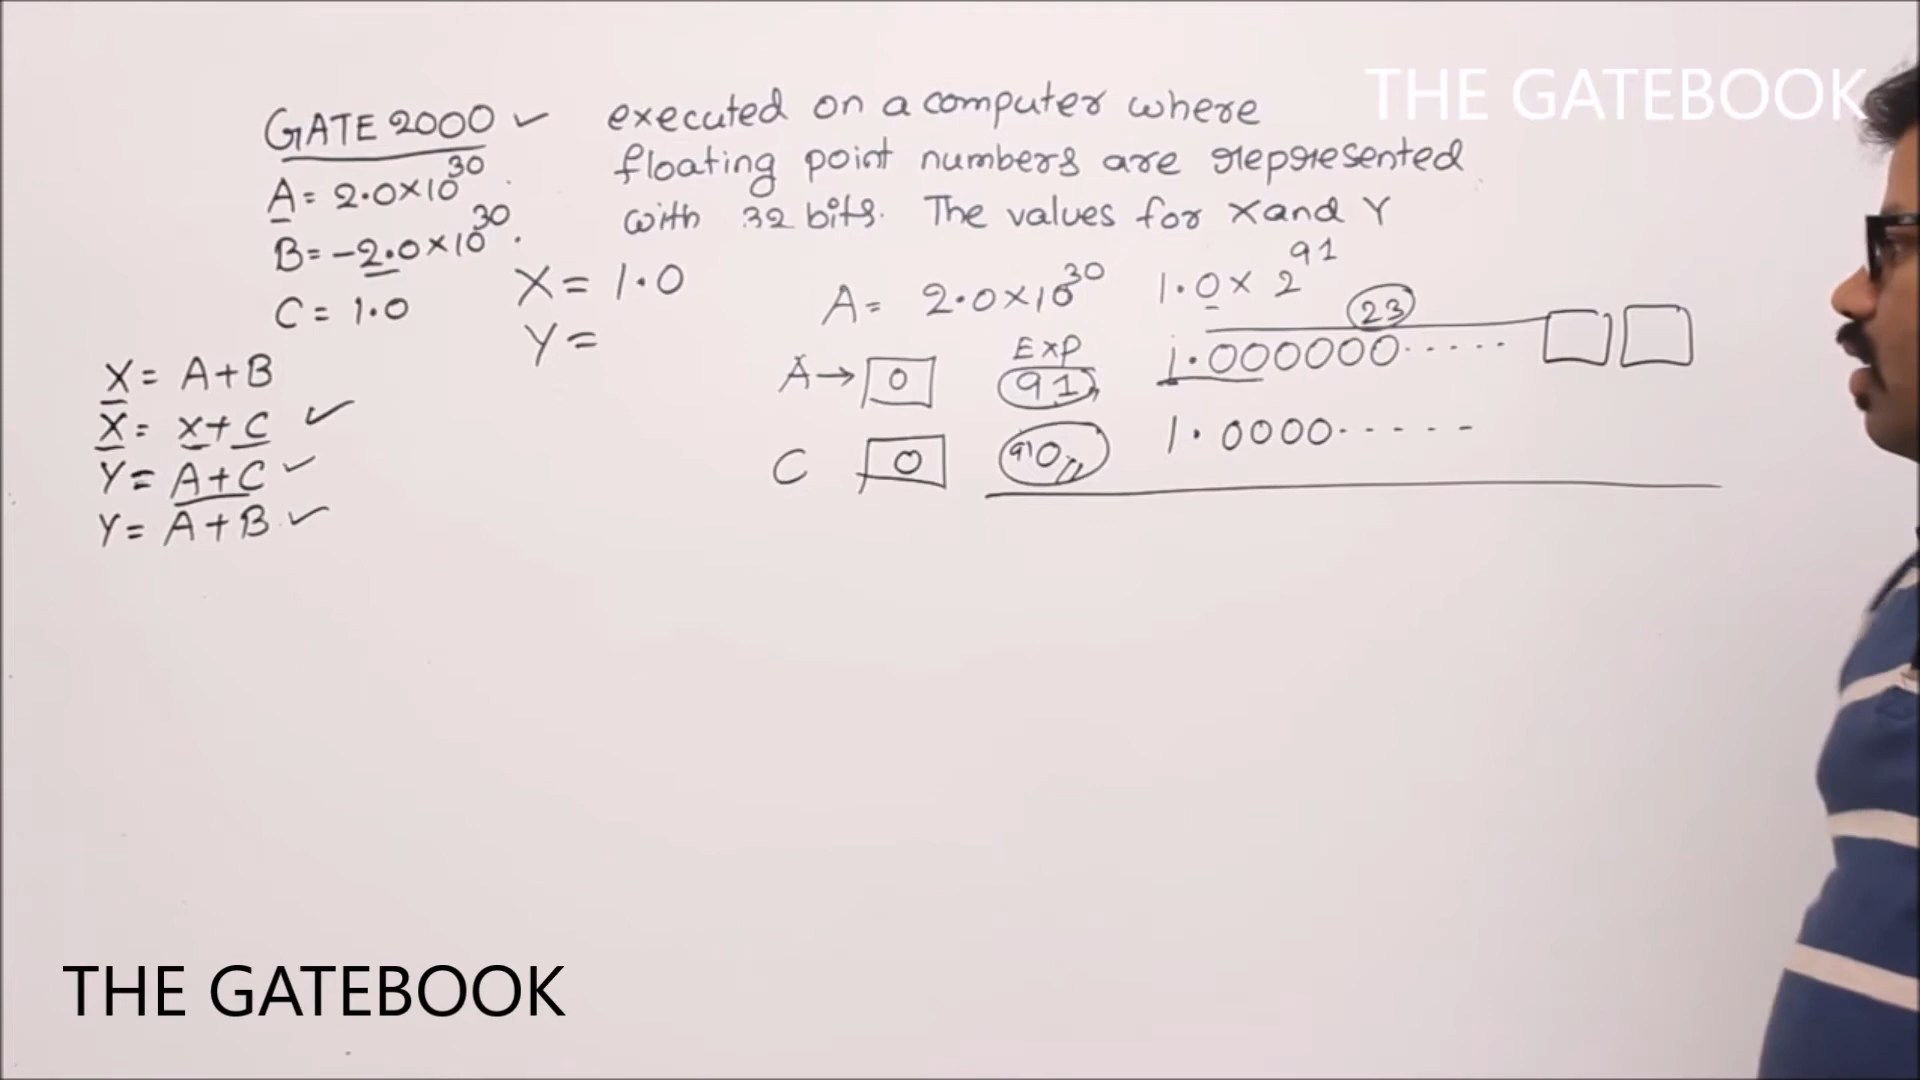 THE GATEBOOK
GATE 2000 ✓
A = 2.0×10^30
B = -2.0×10^30
C = 1.0
X = A+B
X = x+C ✓
Y = A+C ✓
Y = A+B ✓
executed on a computer where
floating point numbers are represented
with 32 bits. The values for X and Y
X = 1.0
Y =
A = 2.0×10^30 1.0×2^91
23
Exp
A→ 0 91 1.000000.....
C 0 1.0000.....
THE GATEBOOK